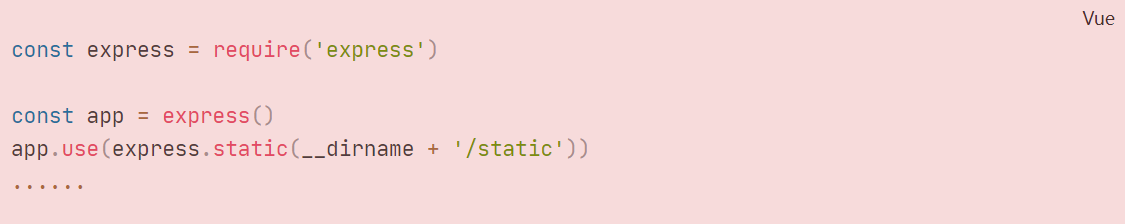 Vue
const express = require('express')
const app = express()
app.use(express.static(__dirname + '/static'))
......